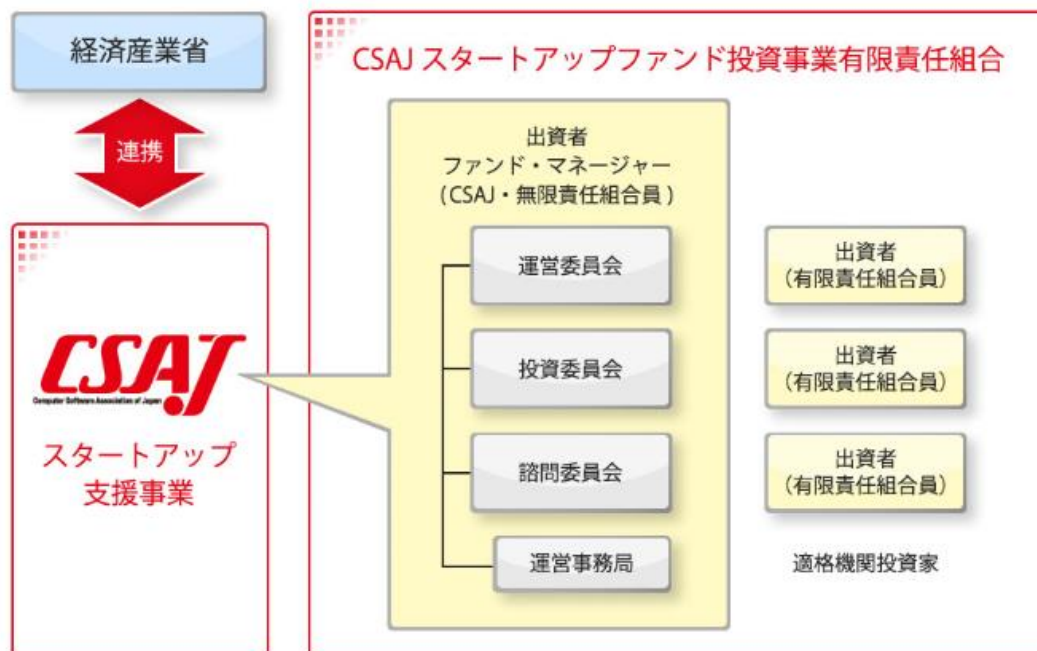 経済産業省
連携
CSAJ
Computer Software Association of Japan
スタートアップ
支援事業
CSAJ スタートアップファンド投資事業有限責任組合
出資者
ファンド・マネージャー
(CSAJ・無限責任組合員)
運営委員会
投資委員会
諮問委員会
運営事務局
出資者
(有限責任組合員)
出資者
(有限責任組合員)
出資者
(有限責任組合員)
適格機関投資家